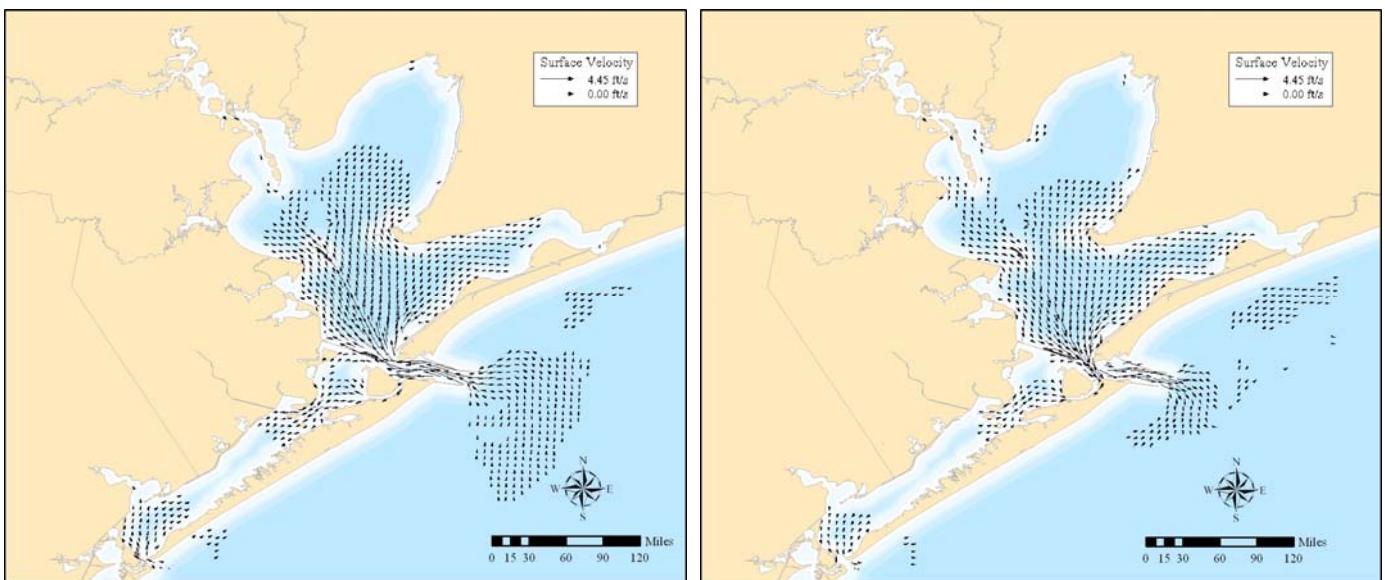 Surface Velocity
4.45 ft/s
0.00 ft/s
N
W E
S
Miles
0 15 30 60 90 120
Surface Velocity
4.45 ft/s
0.00 ft/s
N
W E
S
Miles
0 15 30 60 90 120